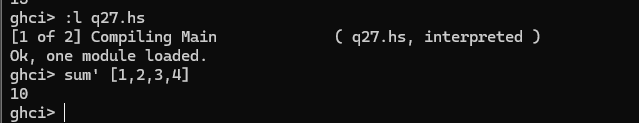 ghci> :l q27.hs
[1 of 2] Compiling Main             ( q27.hs, interpreted )
Ok, one module loaded.
ghci> sum' [1,2,3,4]
10
ghci>